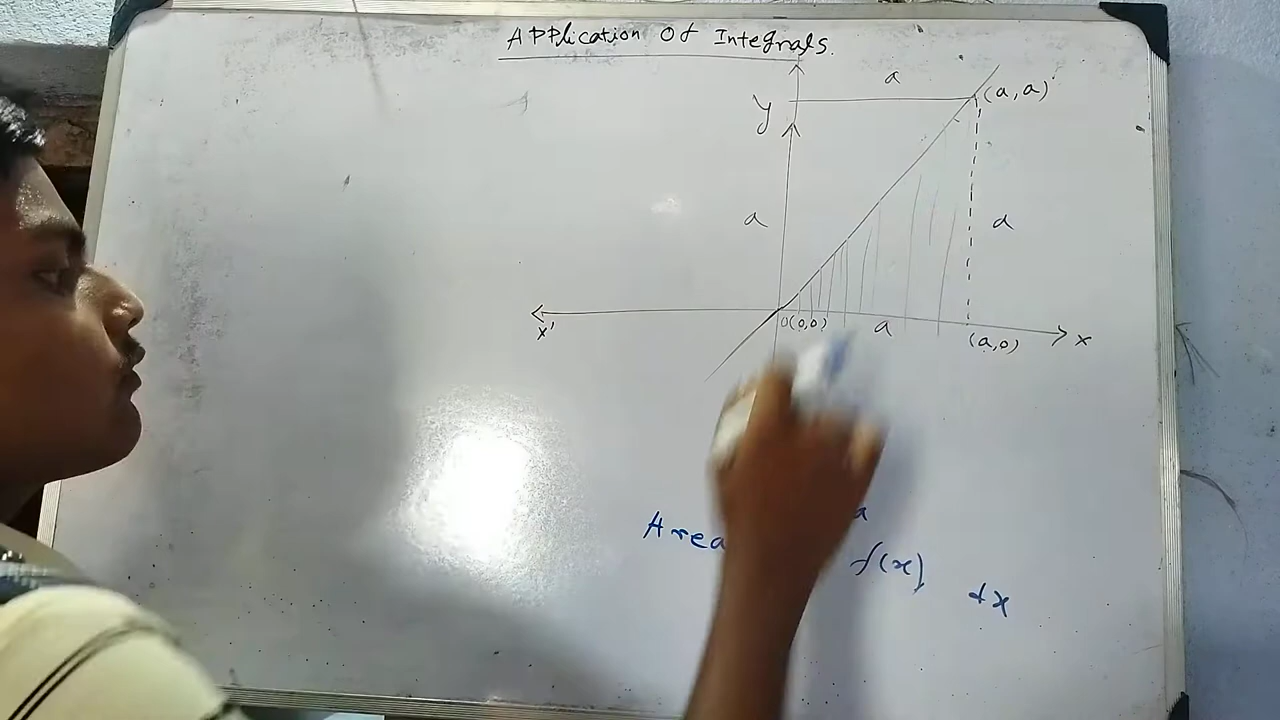 Application Of Integrals.
a
(a,a)
y
a
a
O(0,0)
a
(a,0)
x'
x
a
Area
f(x) dx